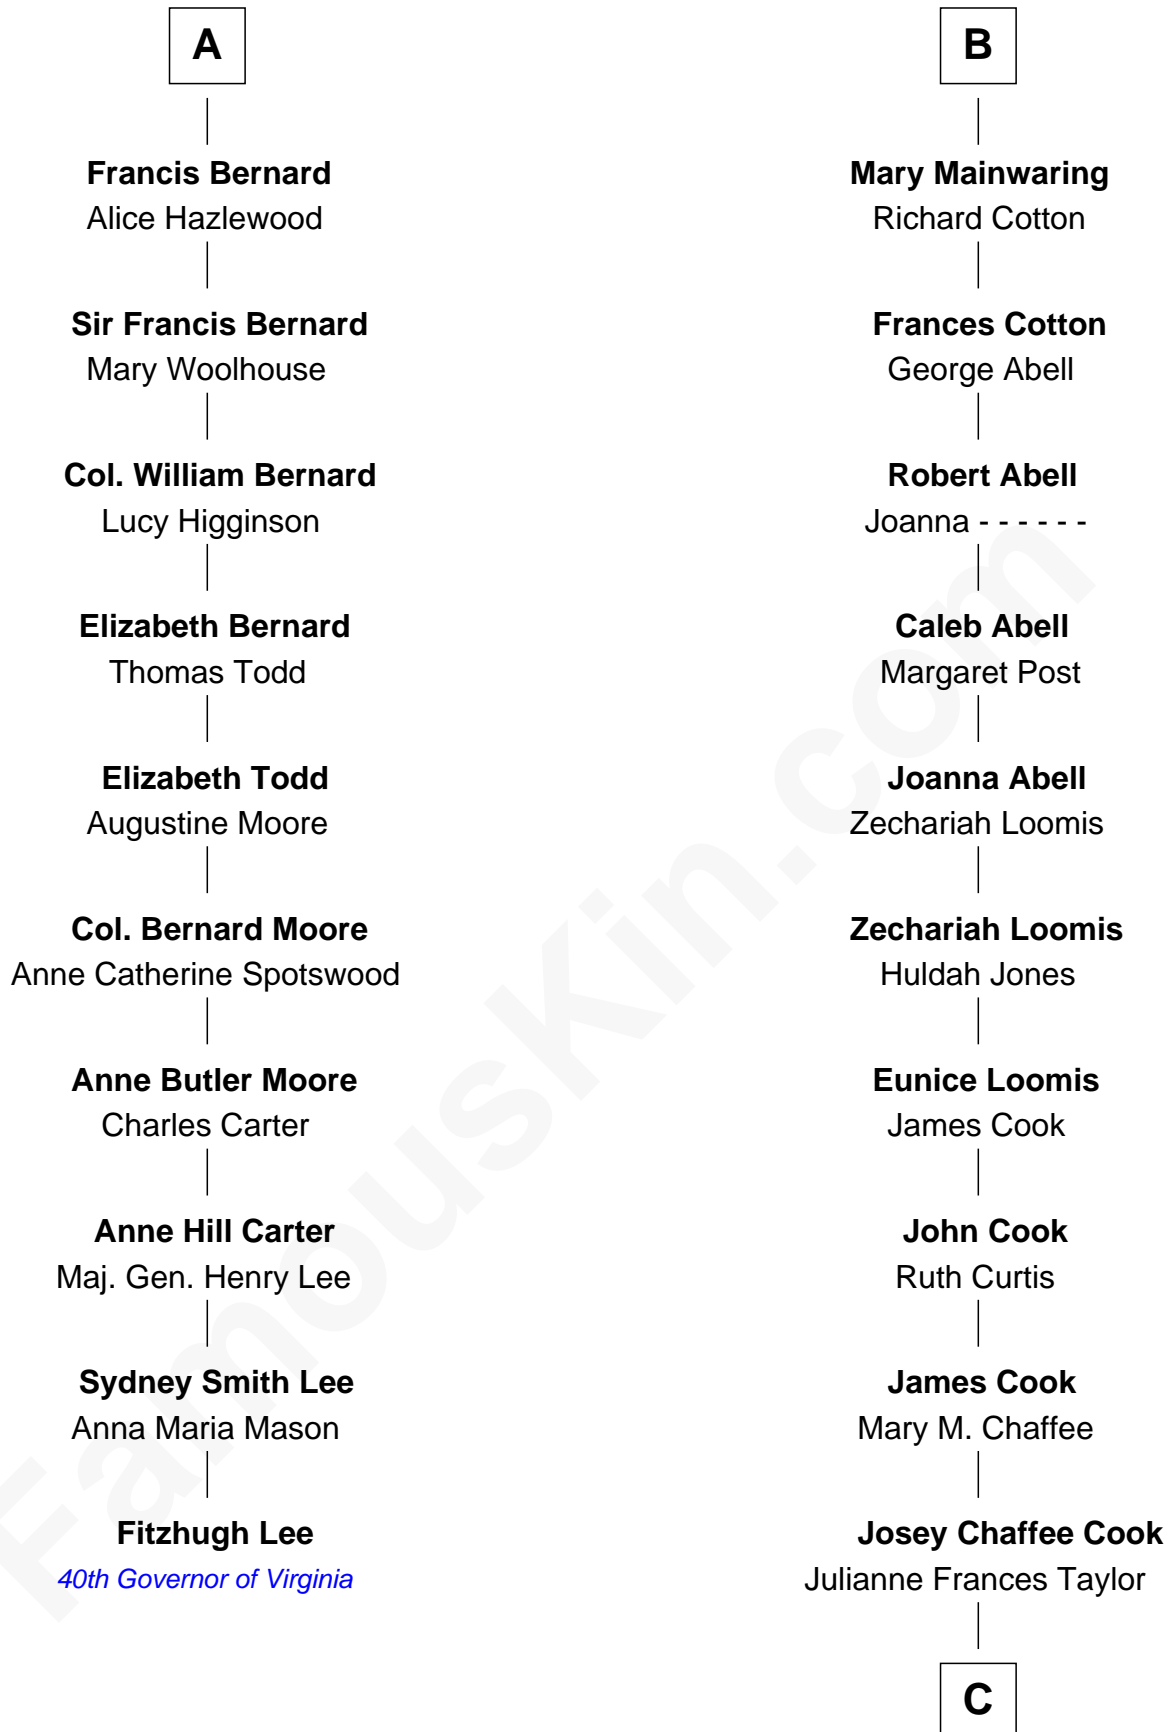 A
Francis Bernard
Alice Hazlewood
Sir Francis Bernard
Mary Woolhouse
Col. William Bernard
Lucy Higginson
Elizabeth Bernard
Thomas Todd
Elizabeth Todd
Augustine Moore
Col. Bernard Moore
Anne Catherine Spotswood
Anne Butler Moore
Charles Carter
Anne Hill Carter
Maj. Gen. Henry Lee
Sydney Smith Lee
Anna Maria Mason
Fitzhugh Lee
40th Governor of Virginia
B
Mary Mainwaring
Richard Cotton
Frances Cotton
George Abell
Robert Abell
Joanna - - - - - -
Caleb Abell
Margaret Post
Joanna Abell
Zechariah Loomis
Zechariah Loomis
Huldah Jones
Eunice Loomis
James Cook
John Cook
Ruth Curtis
James Cook
Mary M. Chaffee
Josey Chaffee Cook
Julianne Frances Taylor
C
FamousKin.com